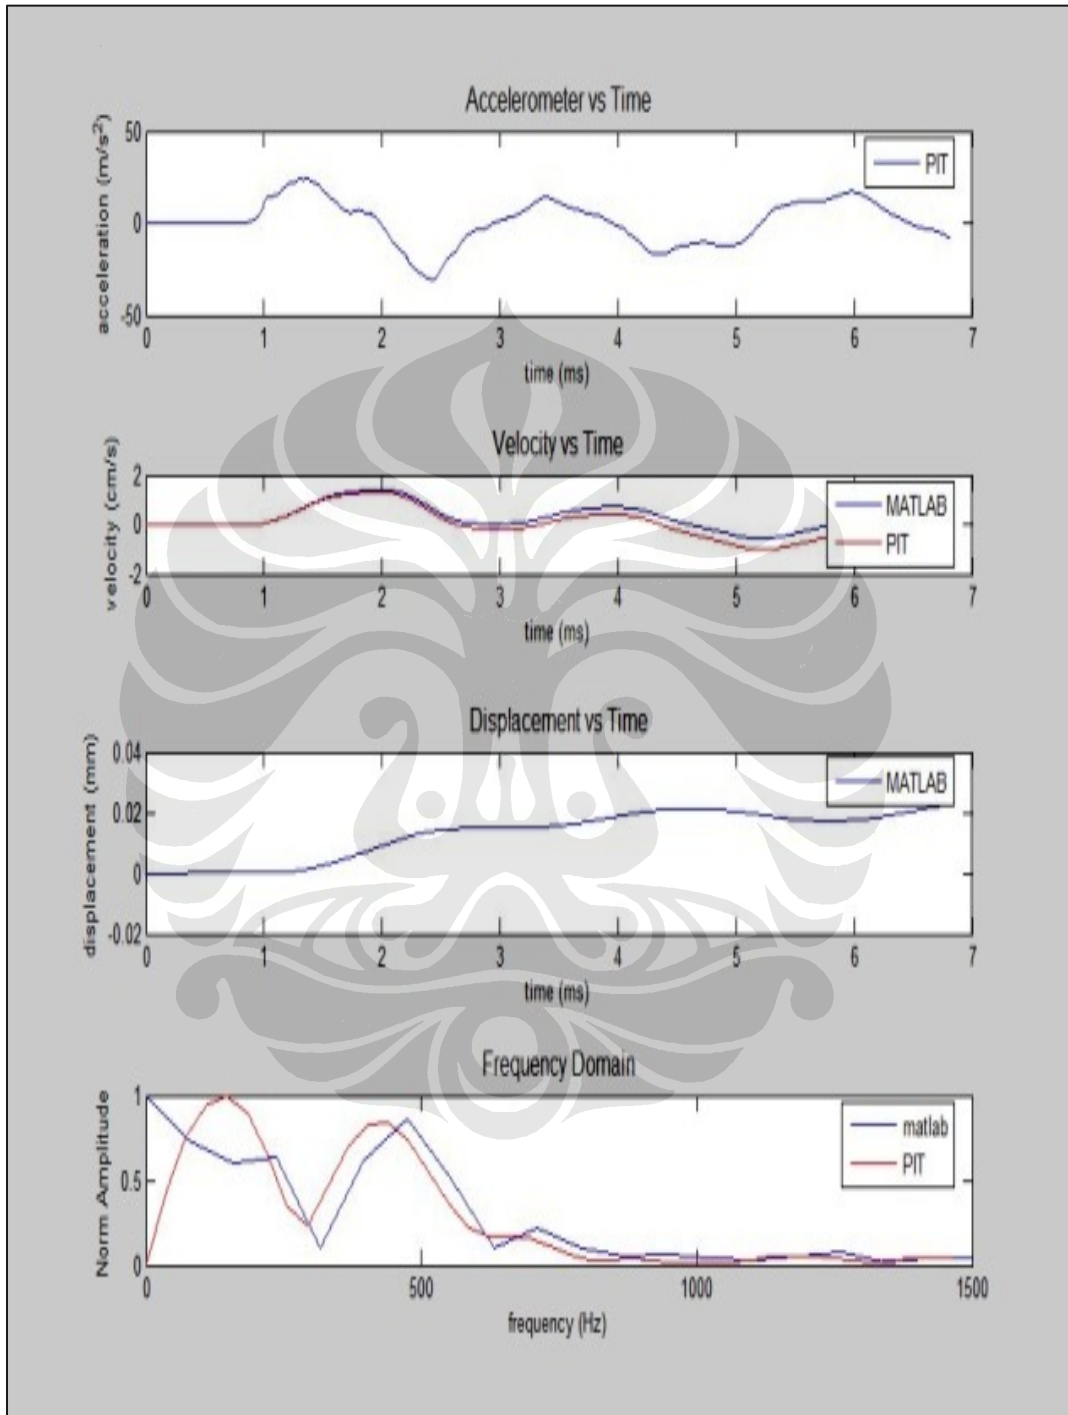 Accelerometer vs Time
acceleration (m/s²)
50
0
-50
PIT
0 1 2 3 4 5 6 7
time (ms)
Velocity vs Time
velocity (cm/s)
2
0
-2
MATLAB
PIT
0 1 2 3 4 5 6 7
time (ms)
Displacement vs Time
displacement (mm)
0.04
0.02
0
-0.02
MATLAB
0 1 2 3 4 5 6 7
time (ms)
Frequency Domain
Norm Amplitude
1
0.5
0
matlab
PIT
0 500 1000 1500
frequency (Hz)